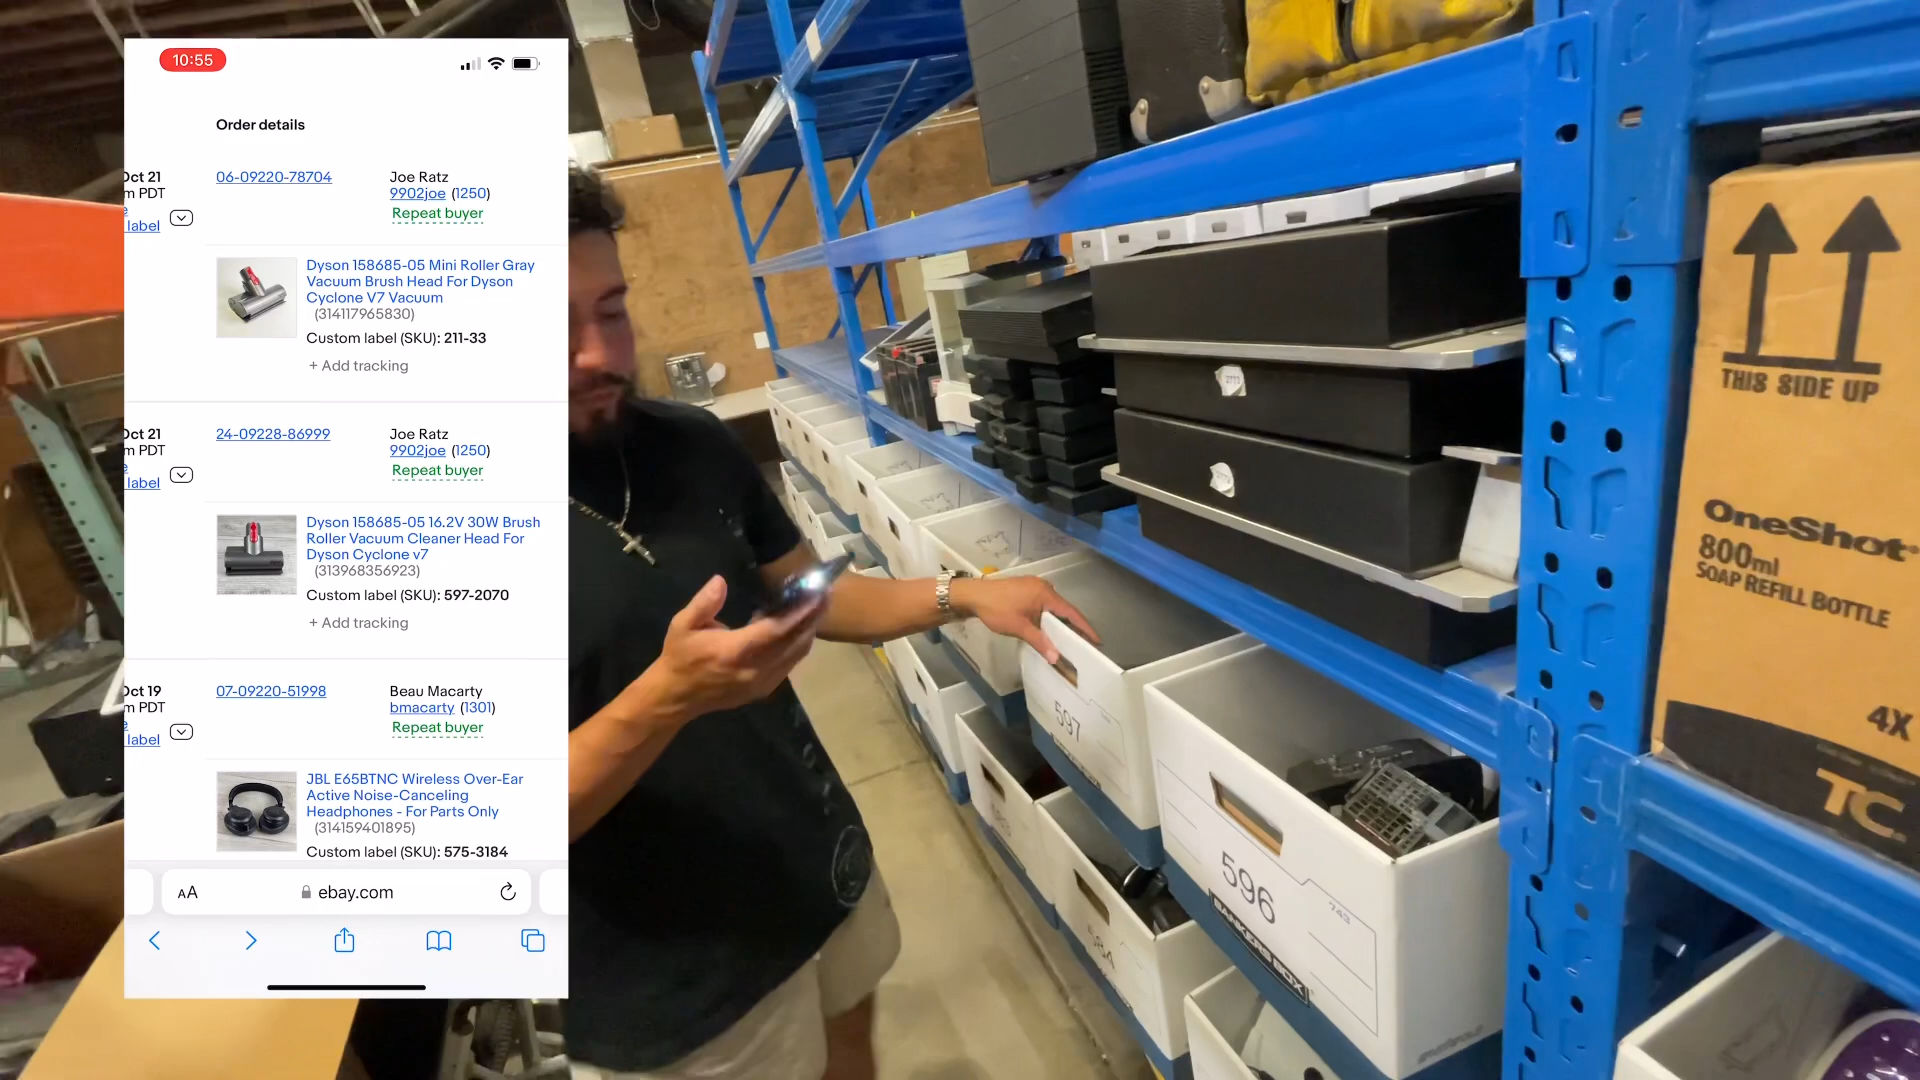 10:55
Order details
Oct 21
m PDT
e
label
06-09220-78704
Joe Ratz
9902joe (1250)
Repeat buyer
Dyson 158685-05 Mini Roller Gray
Vacuum Brush Head For Dyson
Cyclone V7 Vacuum
(314117965830)
Custom label (SKU): 211-33
+ Add tracking
Oct 21
m PDT
e
label
24-09228-86999
Joe Ratz
9902joe (1250)
Repeat buyer
Dyson 158685-05 16.2V 30W Brush
Roller Vacuum Cleaner Head For
Dyson Cyclone v7
(313968356923)
Custom label (SKU): 597-2070
+ Add tracking
Oct 19
m PDT
e
label
07-09220-51998
Beau Macarty
bmacarty (1301)
Repeat buyer
JBL E65BTNC Wireless Over-Ear
Active Noise-Canceling
Headphones - For Parts Only
(314159401895)
Custom label (SKU): 575-3184
AA
ebay.com
597
596
BANKERS BOX
743
584
THIS SIDE UP
OneShot
800ml
SOAP REFILL BOTTLE
4X
TC